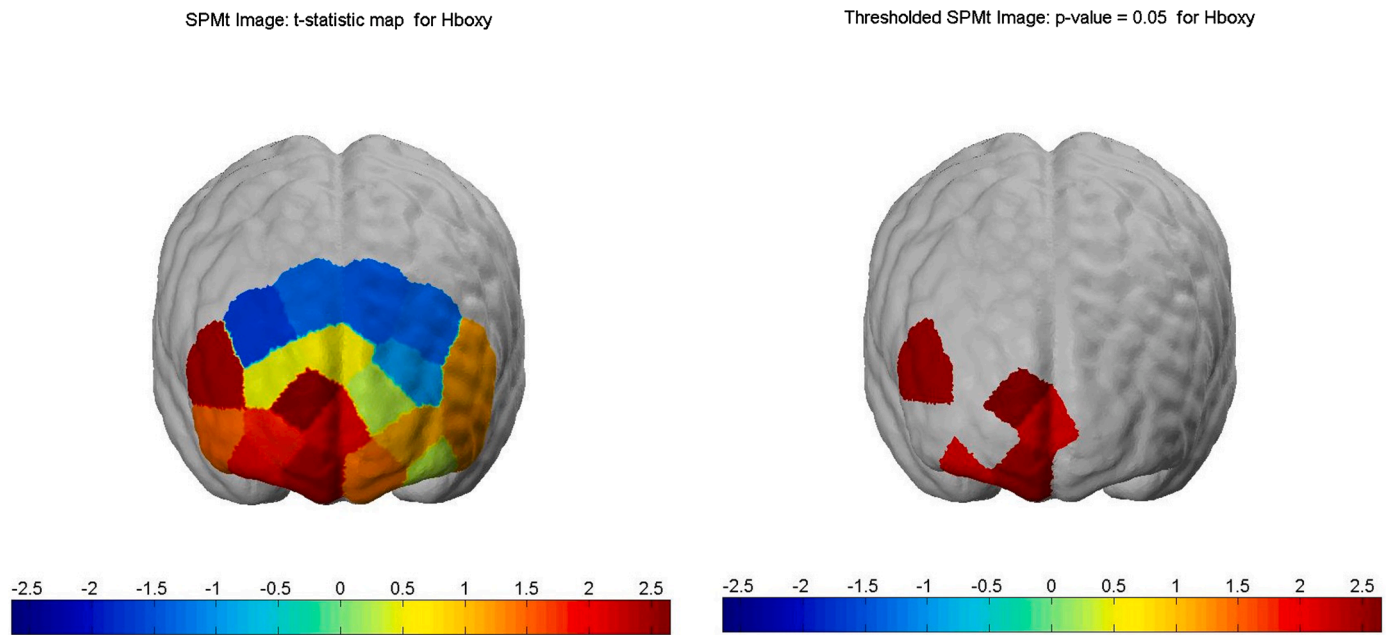 SPMt Image: t-statistic map for Hboxy
Thresholded SPMt Image: p-value = 0.05 for Hboxy
-2.5 -2 -1.5 -1 -0.5 0 0.5 1 1.5 2 2.5
-2.5 -2 -1.5 -1 -0.5 0 0.5 1 1.5 2 2.5